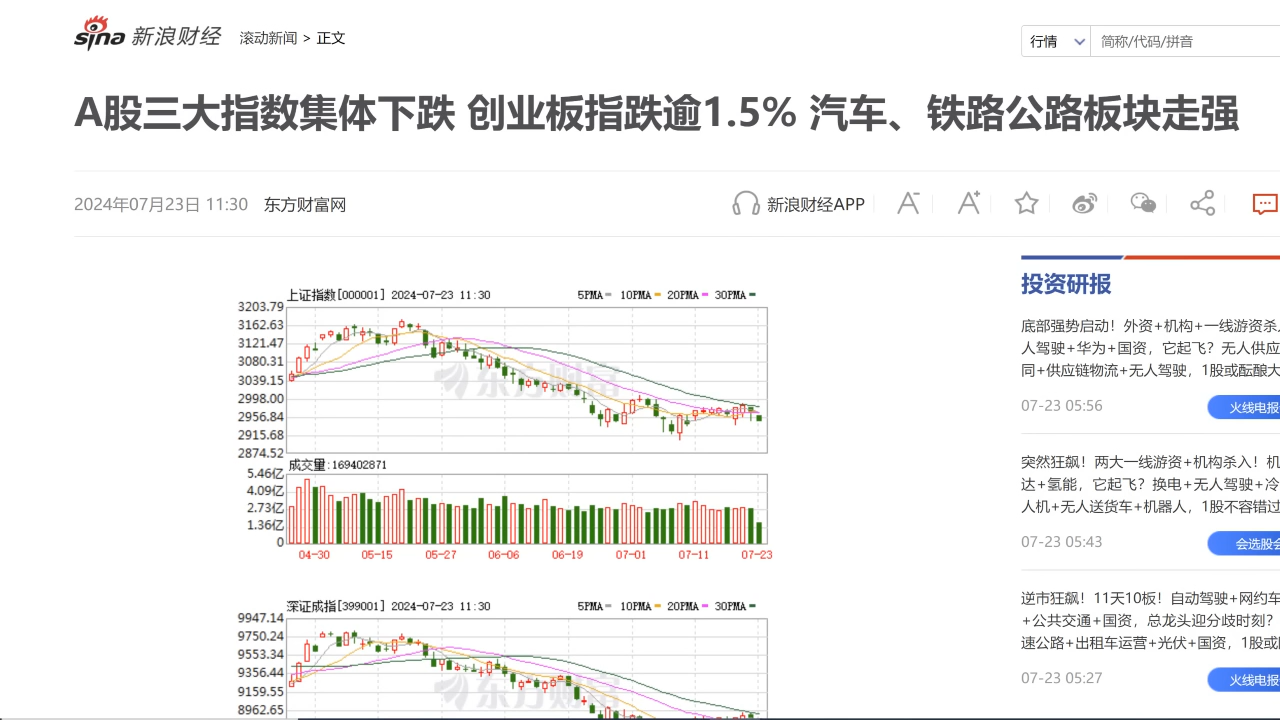 sina 新浪财经 滚动新闻 > 正文
行情 简称/代码/拼音
A股三大指数集体下跌 创业板指跌逾1.5% 汽车、铁路公路板块走强
2024年07月23日 11:30 东方财富网
新浪财经APP A- A+
上证指数[000001] 2024-07-23 11:30 5PMA 10PMA 20PMA 30PMA
3203.79
3162.63
3121.47
3080.31
3039.15
2998.00
2956.84
2915.68
2874.52
东方财富
成交量:169402871
5.46亿
4.09亿
2.73亿
1.36亿
0
04-30 05-15 05-27 06-06 06-19 07-01 07-11 07-23
深证成指[399001] 2024-07-23 11:30 5PMA 10PMA 20PMA 30PMA
9947.14
9750.24
9553.34
9356.44
9159.55
8962.65
东方财富
投资研报
底部强势启动！外资+机构+一线游资杀
人驾驶+华为+国资，它起飞？无人供应
同+供应链物流+无人驾驶，1股或酝酿大
07-23 05:56
火线电报
突然狂飙！两大一线游资+机构杀入！机
达+氢能，它起飞？换电+无人驾驶+冷
人机+无人送货车+机器人，1股不容错过
07-23 05:43
会选股会
逆市狂飙！11天10板！自动驾驶+网约车
+公共交通+国资，总龙头迎分歧时刻？
速公路+出租车运营+光伏+国资，1股或
07-23 05:27
火线电报